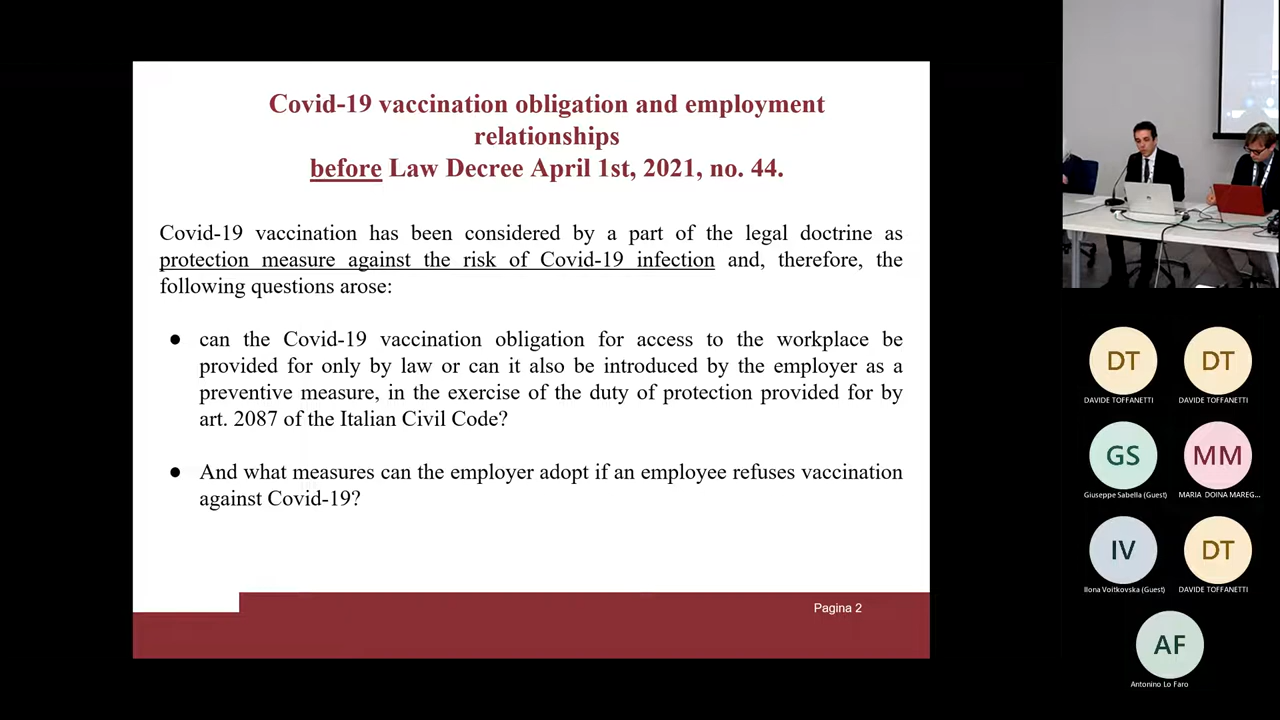 Covid-19 vaccination obligation and employment
relationships
before Law Decree April 1st, 2021, no. 44.
Covid-19 vaccination has been considered by a part of the legal doctrine as
protection measure against the risk of Covid-19 infection and, therefore, the
following questions arose:
● can the Covid-19 vaccination obligation for access to the workplace be
provided for only by law or can it also be introduced by the employer as a
preventive measure, in the exercise of the duty of protection provided for by
art. 2087 of the Italian Civil Code?
● And what measures can the employer adopt if an employee refuses vaccination
against Covid-19?
Pagina 2
DT
DT
DAVIDE TOFFANETTI
DAVIDE TOFFANETTI
GS
MM
Giuseppe Sabella (Guest)
MARIA DOINA MAREG...
IV
DT
Ilona Voitkovska (Guest)
DAVIDE TOFFANETTI
AF
Antonino Lo Faro